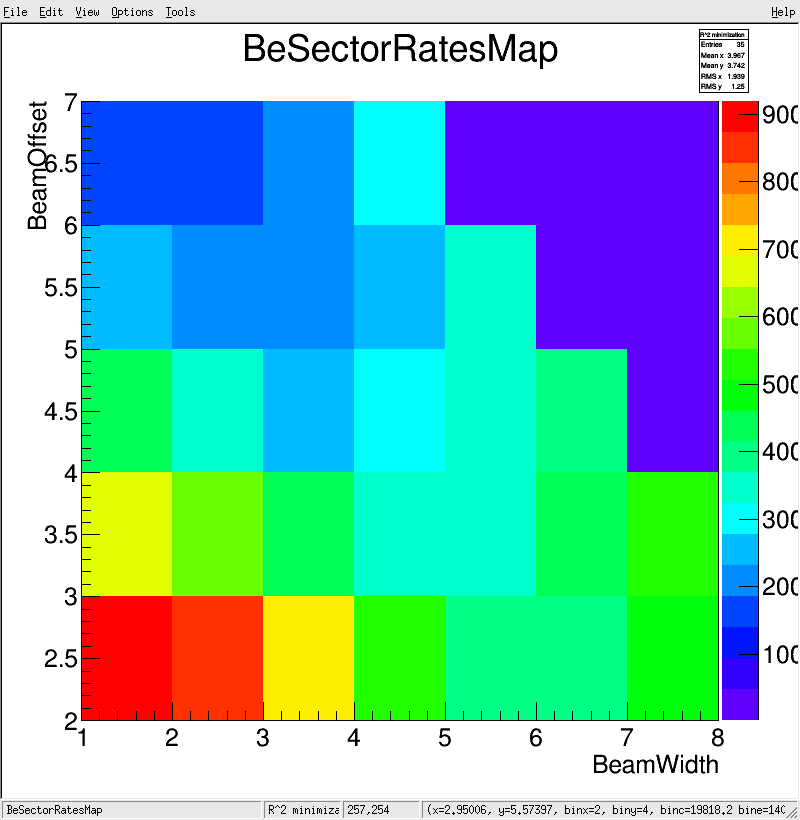 File Edit View Options Tools Help
BeSectorRatesMap
R^2 minimization
Entries 35
Mean x 3.967
Mean y 3.742
RMS x 1.939
RMS y 1.25
BeamOffset
7
6.5
6
5.5
5
4.5
4
3.5
3
2.5
2
1 2 3 4 5 6 7 8
BeamWidth
900
800
700
600
500
400
300
200
100
BeSectorRatesMap R^2 minimiza 257,254 (x=2.95006, y=5.57397, binx=2, biny=4, binc=19818.2 bine=140